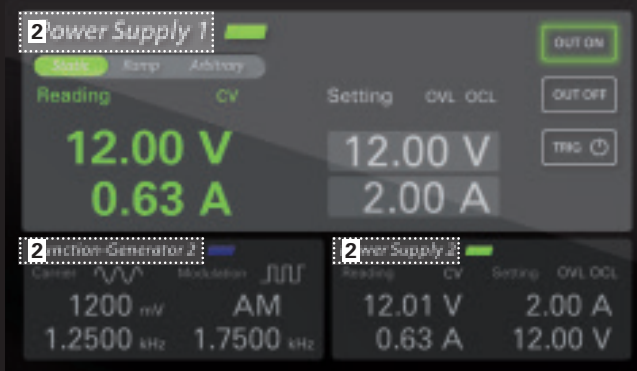 2 Power Supply 1
Static Ramp Arbitrary
Reading CV
Setting OVL OCL
12.00 V
0.63 A
12.00 V
2.00 A
OUT ON
OUT OFF
TRIG
2 Function-Generator 2
Carrier Modulation
1200 mV AM
1.2500 kHz 1.7500 kHz
2 Power Supply
Reading CV Setting OVL OCL
12.01 V 2.00 A
0.63 A 12.00 V